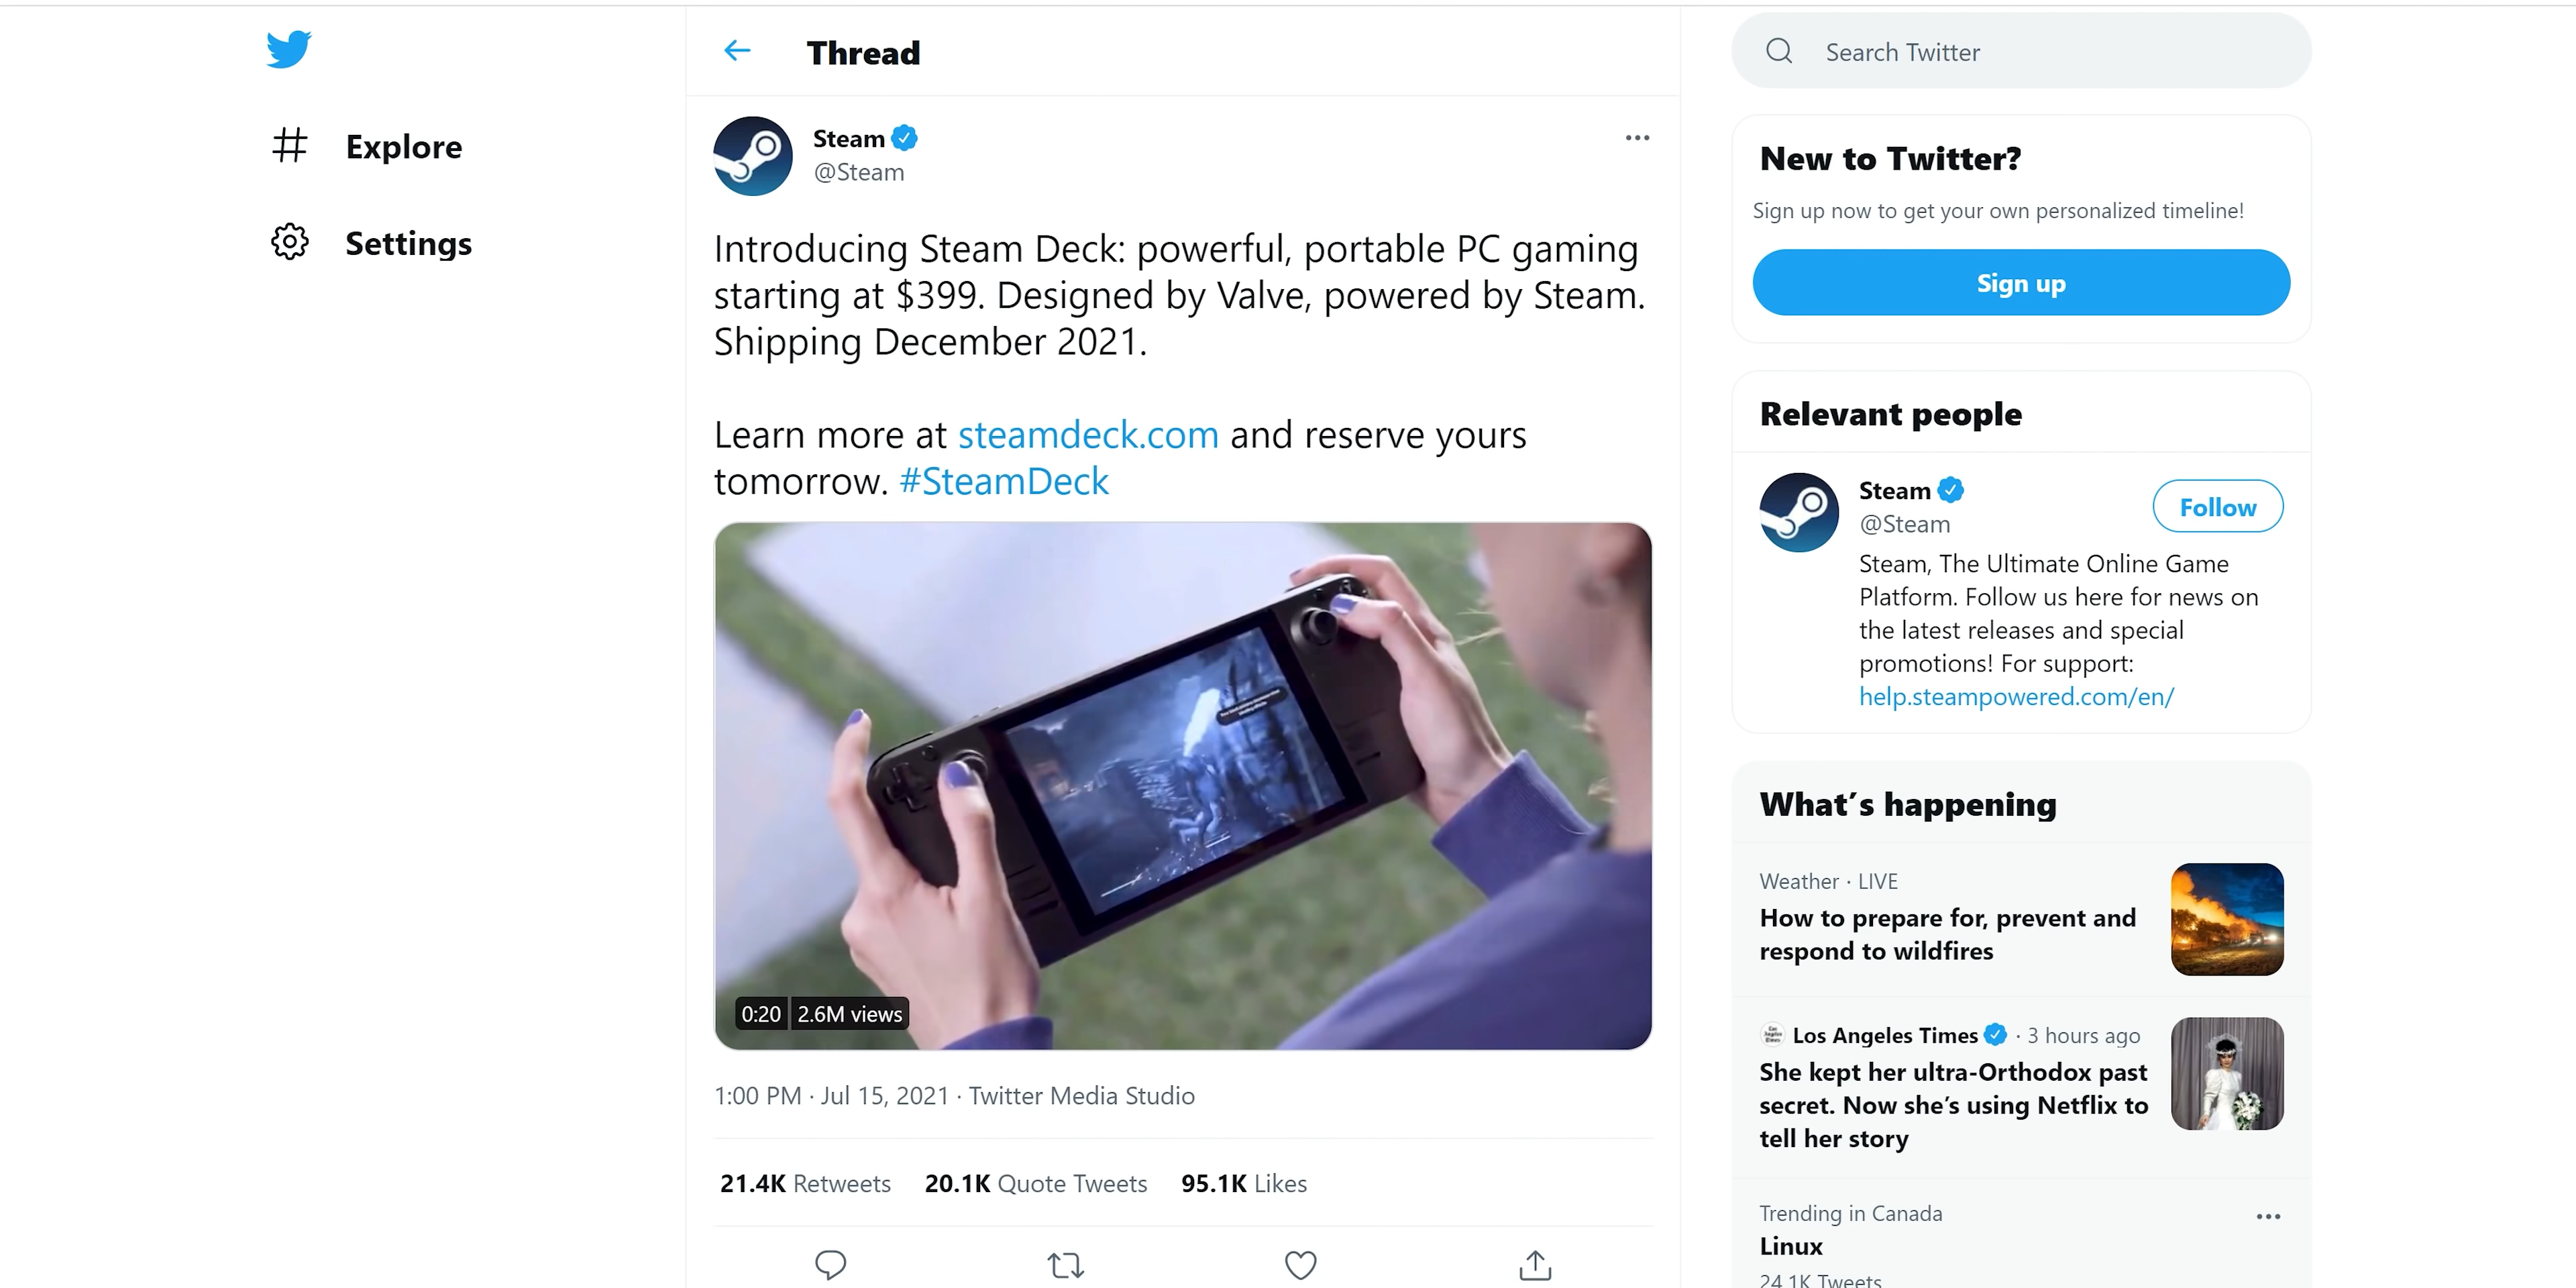 Explore
Settings
Thread
Steam
@Steam
Introducing Steam Deck: powerful, portable PC gaming
starting at $399. Designed by Valve, powered by Steam.
Shipping December 2021.
Learn more at steamdeck.com and reserve yours
tomorrow. #SteamDeck
0:20 2.6M views
1:00 PM · Jul 15, 2021 · Twitter Media Studio
21.4K Retweets 20.1K Quote Tweets 95.1K Likes
Search Twitter
New to Twitter?
Sign up now to get your own personalized timeline!
Sign up
Relevant people
Steam
@Steam
Follow
Steam, The Ultimate Online Game
Platform. Follow us here for news on
the latest releases and special
promotions! For support:
help.steampowered.com/en/
What's happening
Weather · LIVE
How to prepare for, prevent and
respond to wildfires
Los Angeles Times · 3 hours ago
She kept her ultra-Orthodox past
secret. Now she's using Netflix to
tell her story
Trending in Canada
Linux
24.1K Tweets